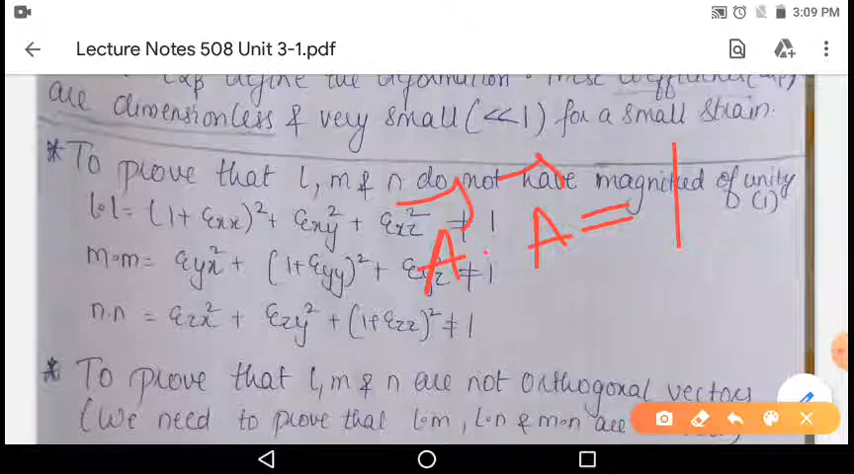 3:09 PM
Lecture Notes 508 Unit 3-1.pdf
are dimensionless & very small (<<1) for a small strain.
* To prove that l, m & n do not have magnitued of unity (1)
l·l = (1+ εxx)² + εxy² + εxz² ≠ 1
A · A = 1
m·m = εyx² + (1+εyy)² + εyz² ≠ 1
n.n = εzx² + εzy² + (1+εzz)² ≠ 1
* To prove that l, m & n are not orthogonal vectors
(We need to prove that l·m, l·n & m·n are